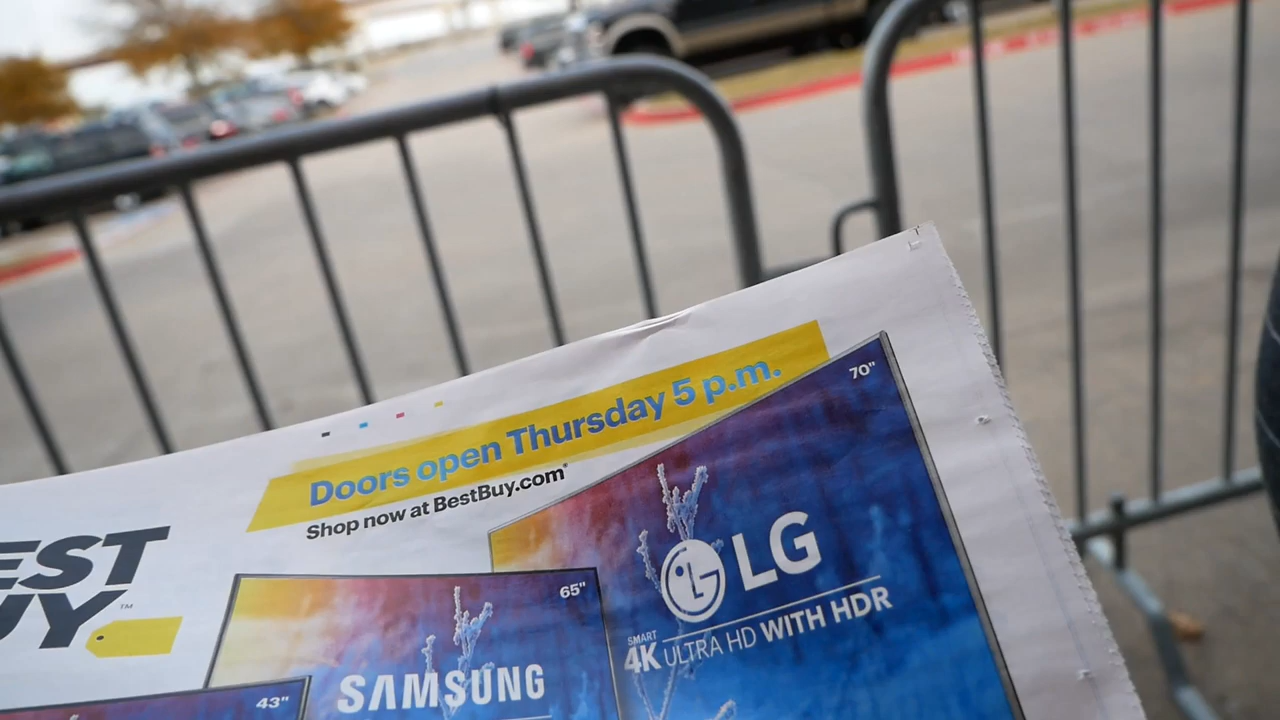 Doors open Thursday 5 p.m.
Shop now at BestBuy.com*
EST
UY™
70"
LG
SMART
4K ULTRA HD WITH HDR
65"
SAMSUNG
43"